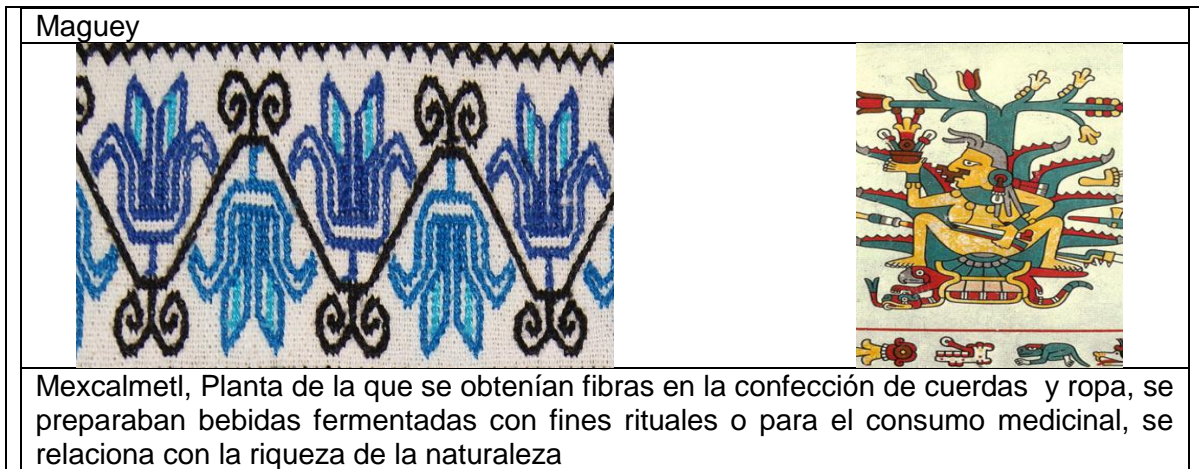 Maguey
Mexcalmetl, Planta de la que se obtenían fibras en la confección de cuerdas y ropa, se
preparaban bebidas fermentadas con fines rituales o para el consumo medicinal, se
relaciona con la riqueza de la naturaleza